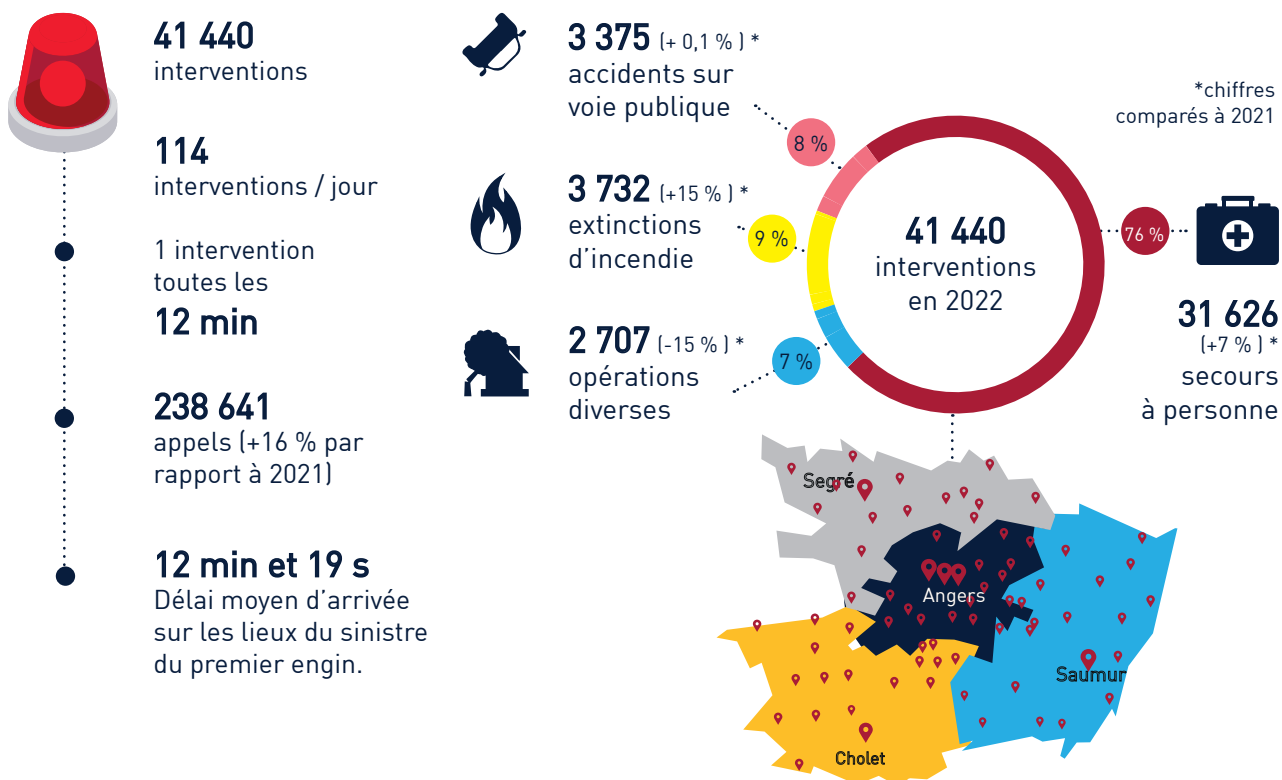 41 440
interventions
114
interventions / jour
1 intervention
toutes les
12 min
238 641
appels (+16 % par
rapport à 2021)
12 min et 19 s
Délai moyen d’arrivée
sur les lieux du sinistre
du premier engin.
3 375 (+ 0,1 % ) *
accidents sur
voie publique
8 %
3 732 (+15 % ) *
extinctions
d’incendie
9 %
2 707 (-15 % ) *
opérations
diverses
7 %
41 440
interventions
en 2022
*chiffres
comparés à 2021
76 %
31 626
(+7 % ) *
secours
à personne
Segré
Angers
Saumur
Cholet